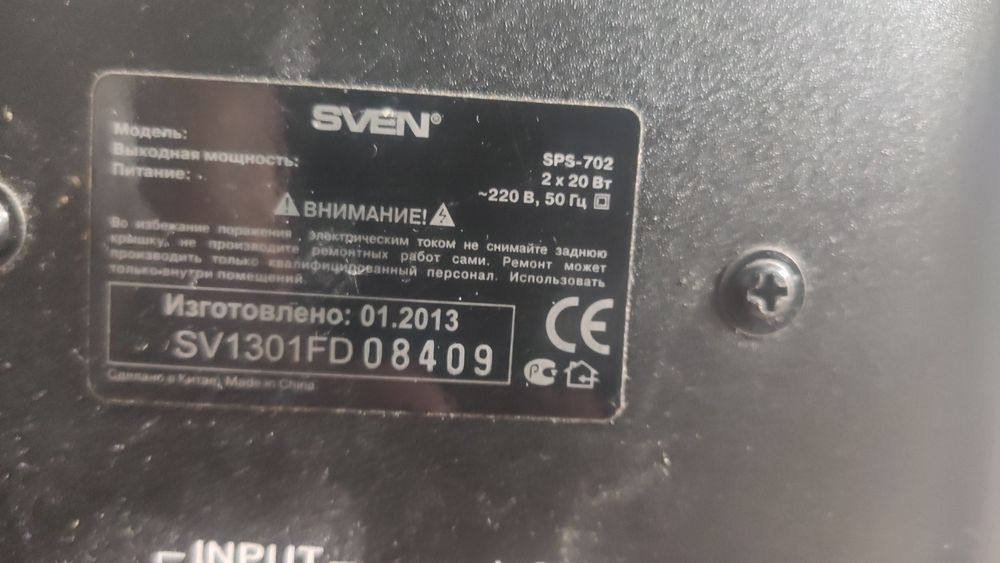 SVEN®
Модель: SPS-702
Выходная мощность: 2 x 20 Вт
Питание: ~220 В, 50 Гц
ВНИМАНИЕ!
Во избежание поражения электрическим током не снимайте заднюю
крышку, не производите ремонтных работ сами. Ремонт может
производить только квалифицированный персонал. Использовать
только внутри помещений.
Изготовлено: 01.2013
SV1301FD 08409
CE
Сделано в Китае, Made in China
INPUT